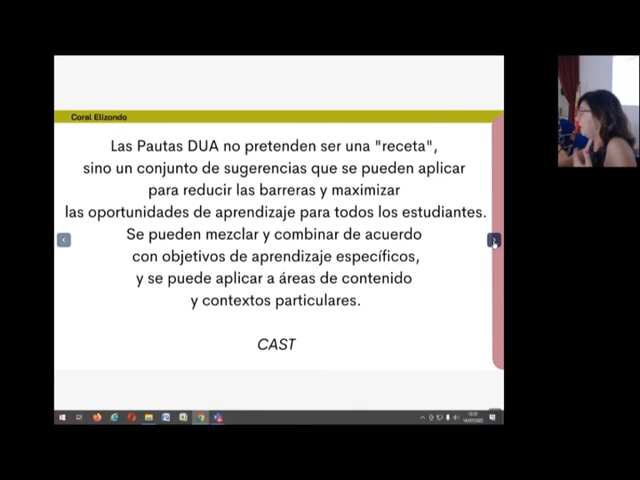 Coral Elizondo
Las Pautas DUA no pretenden ser una "receta",
sino un conjunto de sugerencias que se pueden aplicar
para reducir las barreras y maximizar
las oportunidades de aprendizaje para todos los estudiantes.
Se pueden mezclar y combinar de acuerdo
con objetivos de aprendizaje específicos,
y se puede aplicar a áreas de contenido
y contextos particulares.
CAST